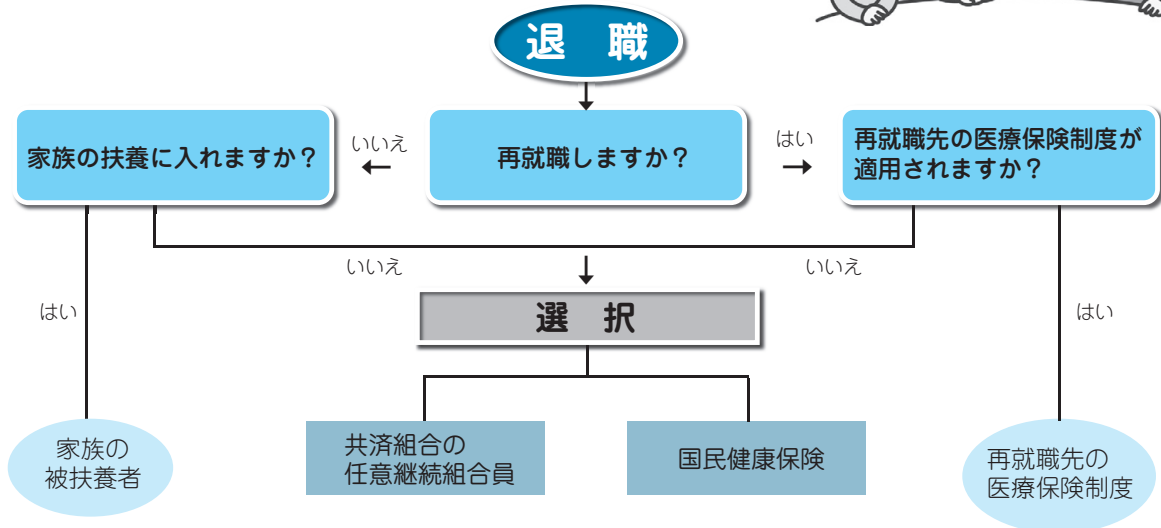 退　職
家族の扶養に入れますか？
いいえ
再就職しますか？
はい
再就職先の医療保険制度が
適用されますか？
いいえ
いいえ
はい
選　択
はい
家族の
被扶養者
共済組合の
任意継続組合員
国民健康保険
再就職先の
医療保険制度